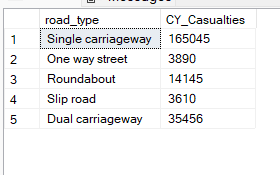 road_type CY_Casualties
1 Single carriageway 165045
2 One way street 3890
3 Roundabout 14145
4 Slip road 3610
5 Dual carriageway 35456